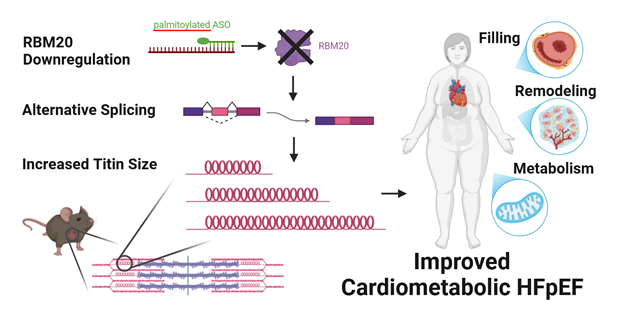 palmitoylated ASO
RBM20
Downregulation
RBM20
Alternative Splicing
Increased Titin Size
Filling
Remodeling
Metabolism
Improved
Cardiometabolic HFpEF